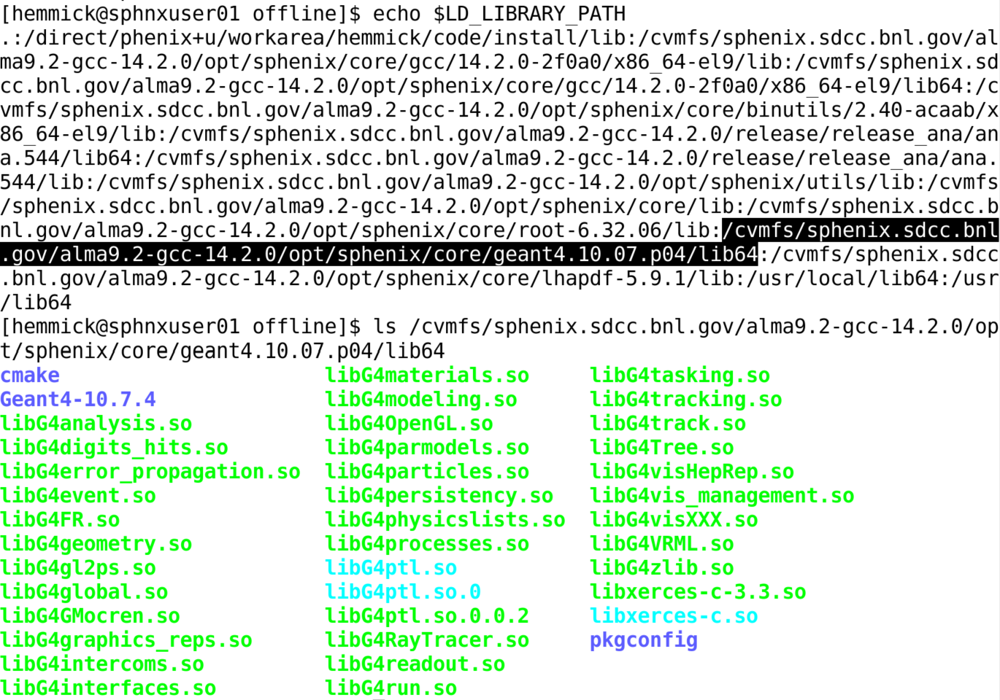 [hemmick@sphnxuser01 offline]$ echo $LD_LIBRARY_PATH
.:/direct/phenix+u/workarea/hemmick/code/install/lib:/cvmfs/sphenix.sdcc.bnl.gov/al
ma9.2-gcc-14.2.0/opt/sphenix/core/gcc/14.2.0-2f0a0/x86_64-el9/lib:/cvmfs/sphenix.sd
cc.bnl.gov/alma9.2-gcc-14.2.0/opt/sphenix/core/gcc/14.2.0-2f0a0/x86_64-el9/lib64:/c
vmfs/sphenix.sdcc.bnl.gov/alma9.2-gcc-14.2.0/opt/sphenix/core/binutils/2.40-acaab/x
86_64-el9/lib:/cvmfs/sphenix.sdcc.bnl.gov/alma9.2-gcc-14.2.0/release/release_ana/an
a.544/lib64:/cvmfs/sphenix.sdcc.bnl.gov/alma9.2-gcc-14.2.0/release/release_ana/ana.
544/lib:/cvmfs/sphenix.sdcc.bnl.gov/alma9.2-gcc-14.2.0/opt/sphenix/utils/lib:/cvmfs
/sphenix.sdcc.bnl.gov/alma9.2-gcc-14.2.0/opt/sphenix/core/lib:/cvmfs/sphenix.sdcc.b
nl.gov/alma9.2-gcc-14.2.0/opt/sphenix/core/root-6.32.06/lib:/cvmfs/sphenix.sdcc.bnl
.gov/alma9.2-gcc-14.2.0/opt/sphenix/core/geant4.10.07.p04/lib64:/cvmfs/sphenix.sdcc
.bnl.gov/alma9.2-gcc-14.2.0/opt/sphenix/core/lhapdf-5.9.1/lib:/usr/local/lib64:/usr
/lib64
[hemmick@sphnxuser01 offline]$ ls /cvmfs/sphenix.sdcc.bnl.gov/alma9.2-gcc-14.2.0/op
t/sphenix/core/geant4.10.07.p04/lib64
cmake libG4materials.so libG4tasking.so
Geant4-10.7.4 libG4modeling.so libG4tracking.so
libG4analysis.so libG4OpenGL.so libG4track.so
libG4digits_hits.so libG4parmodels.so libG4Tree.so
libG4error_propagation.so libG4particles.so libG4visHepRep.so
libG4event.so libG4persistency.so libG4vis_management.so
libG4FR.so libG4physicslists.so libG4visXXX.so
libG4geometry.so libG4processes.so libG4VRML.so
libG4gl2ps.so libG4ptl.so libG4zlib.so
libG4global.so libG4ptl.so.0 libxerces-c-3.3.so
libG4GMocren.so libG4ptl.so.0.0.2 libxerces-c.so
libG4graphics_reps.so libG4RayTracer.so pkgconfig
libG4intercoms.so libG4readout.so
libG4interfaces.so libG4run.so